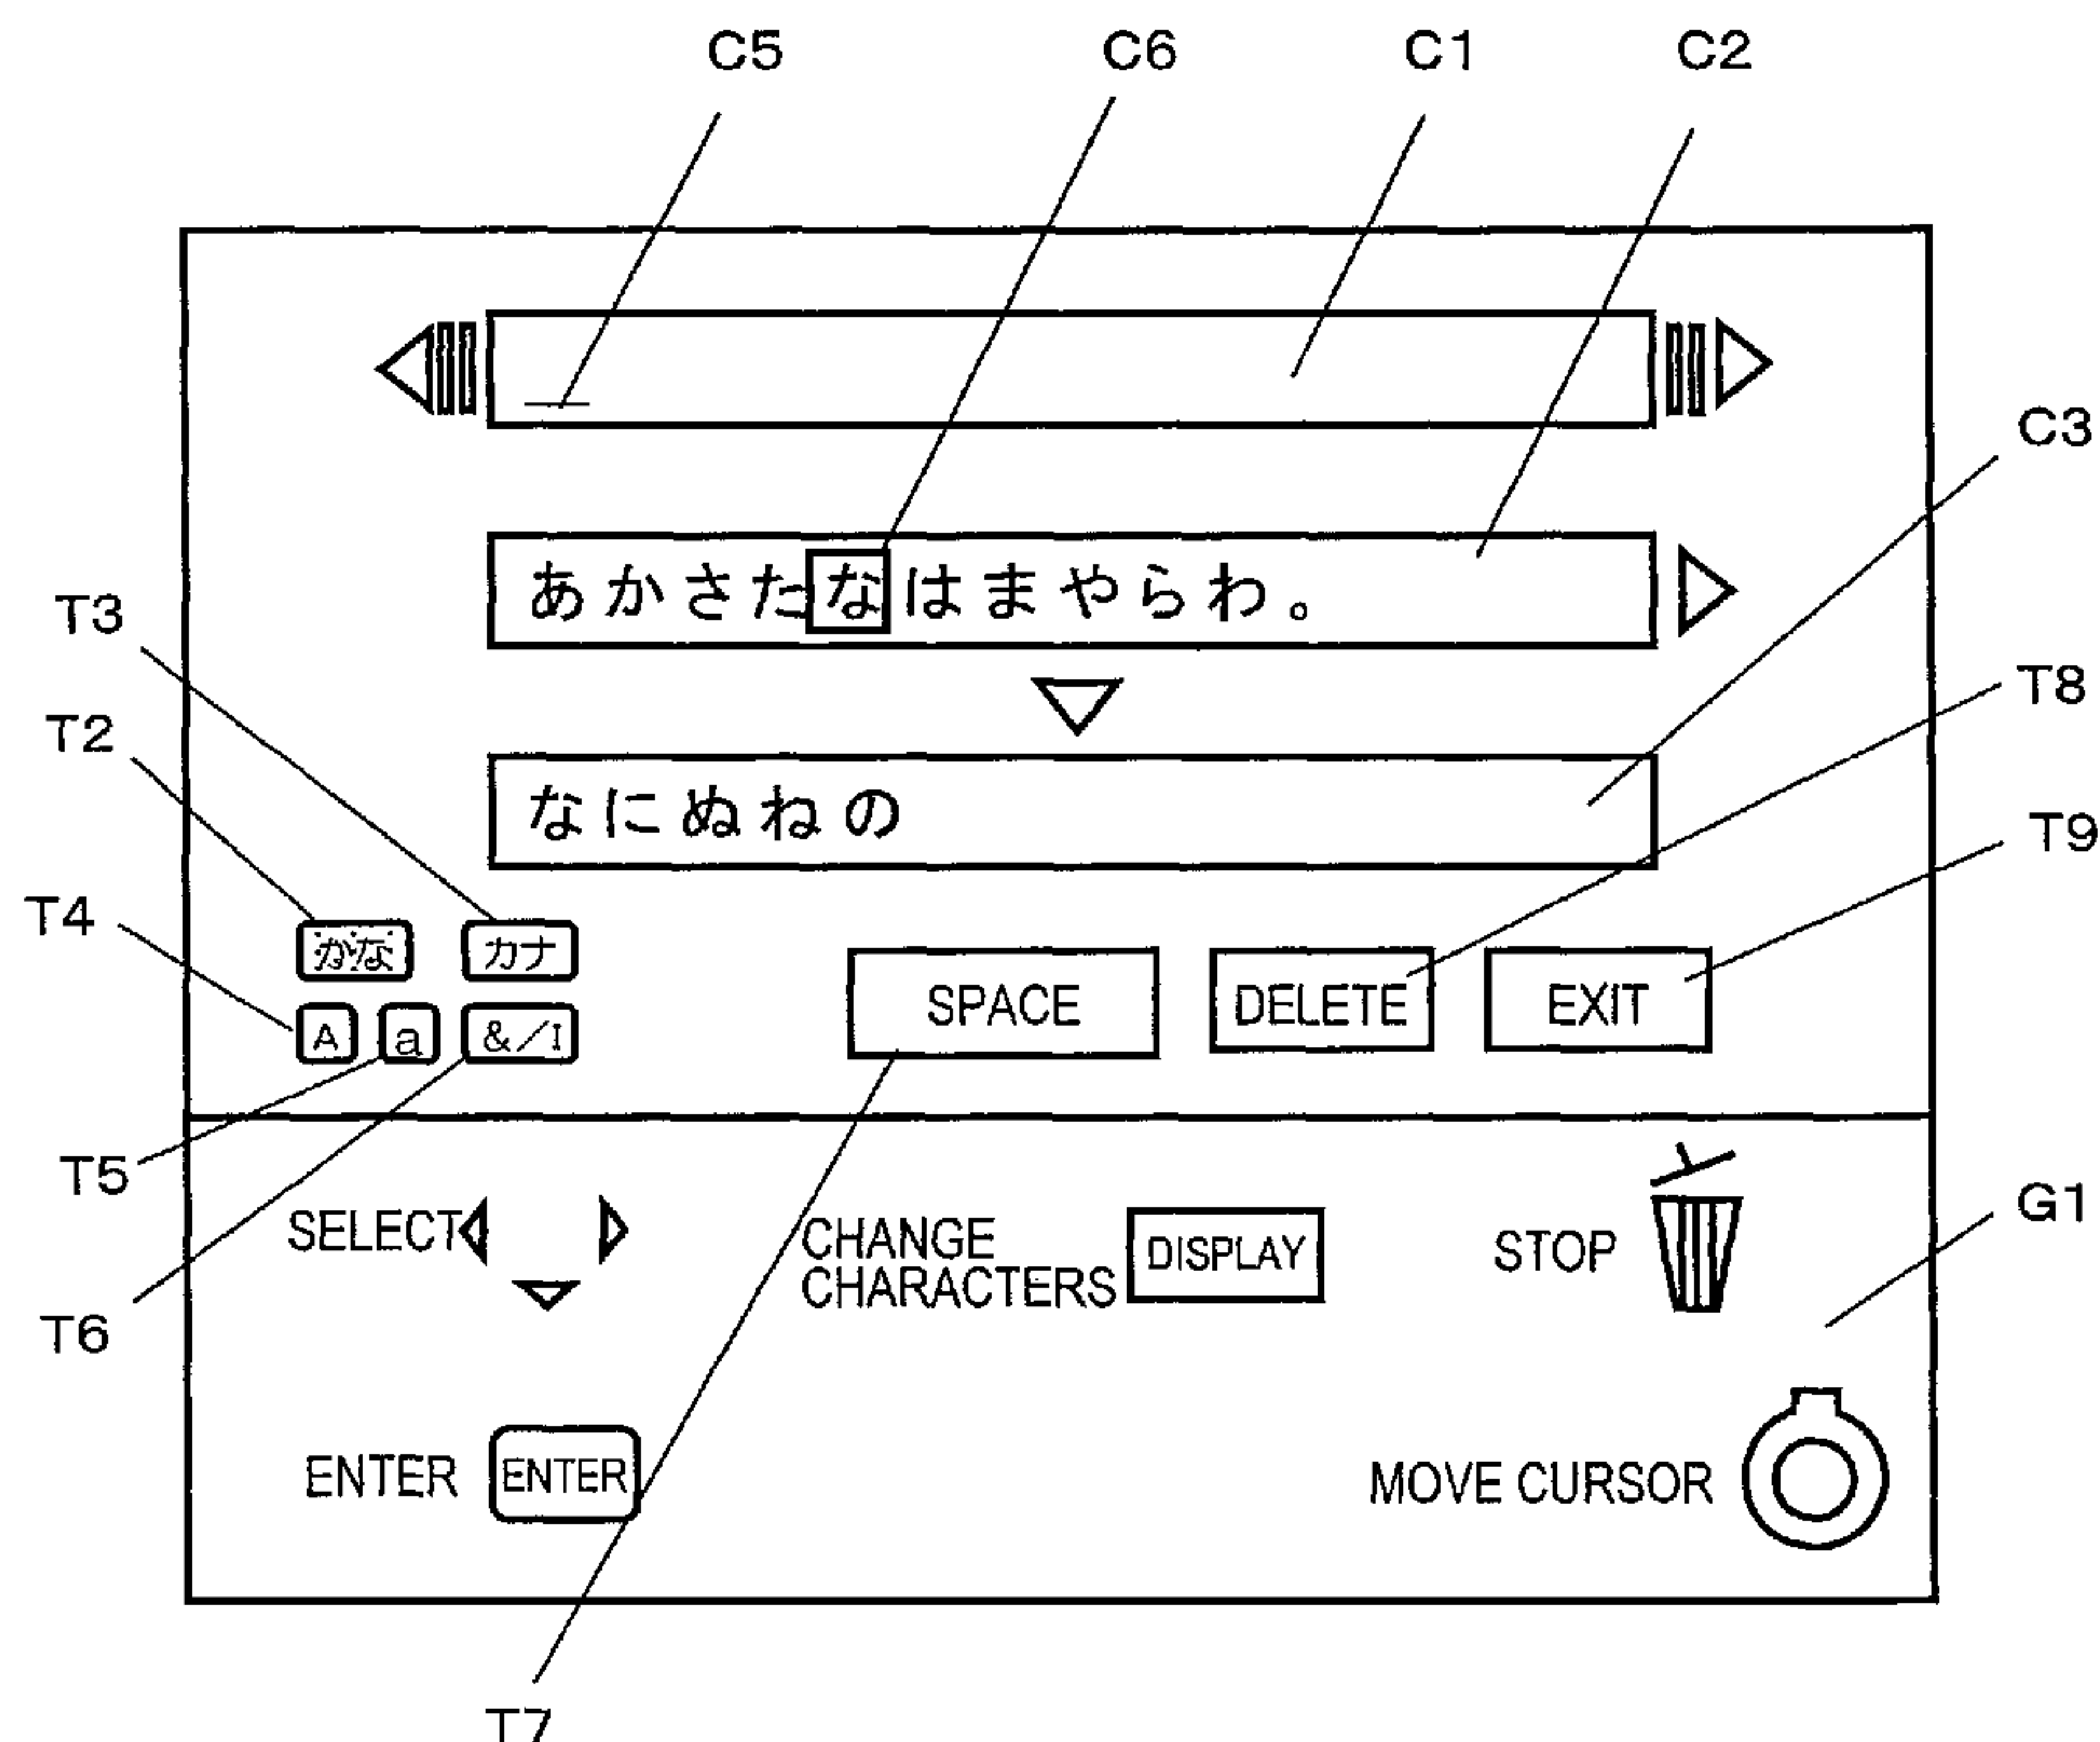 C5 C6 C1 C2
C3
あかさたなはまやらわ。
T3
T8
T2
なにぬねの
T9
T4
かな カナ
SPACE DELETE EXIT
A a &/I
T5
G1
SELECT
CHANGE
CHARACTERS
DISPLAY
STOP
T6
ENTER ENTER
MOVE CURSOR
T7